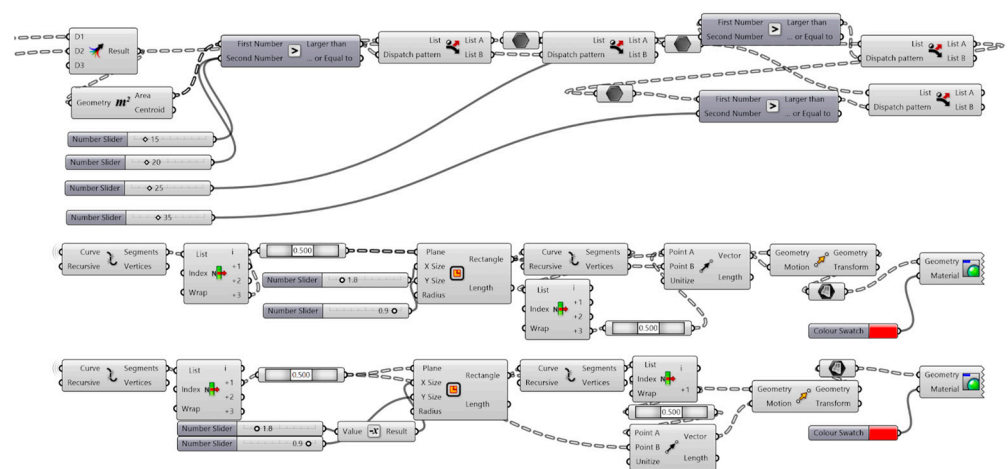 D1
D2 Result
D3
Geometry m² Area
Centroid
First Number > Larger than
Second Number ... or Equal to
List List A
Dispatch pattern List B
List List A
Dispatch pattern List B
First Number > Larger than
Second Number ... or Equal to
List List A
Dispatch pattern List B
First Number > Larger than
Second Number ... or Equal to
List List A
Dispatch pattern List B
Number Slider 15
Number Slider 20
Number Slider 25
Number Slider 35
Curve Segments
Recursive Vertices
List i
Index N +1
+2
Wrap +3
0.500
Number Slider 1.8
Number Slider 0.9
Plane
X Size Rectangle
Y Size
Radius Length
Curve Segments
Recursive Vertices
List i
Index N +1
+2
Wrap +3
0.500
Point A Vector
Point B
Unitize Length
Geometry Geometry
Motion Transform
Geometry
Material
Colour Swatch
Curve Segments
Recursive Vertices
List i
Index N +1
+2
Wrap +3
0.500
Number Slider 1.8
Number Slider 0.9
Value -x Result
Plane
X Size Rectangle
Y Size
Radius Length
Curve Segments
Recursive Vertices
List i
Index N +1
Wrap +2
0.500
Point A Vector
Point B
Unitize Length
Geometry Geometry
Motion Transform
Geometry
Material
Colour Swatch